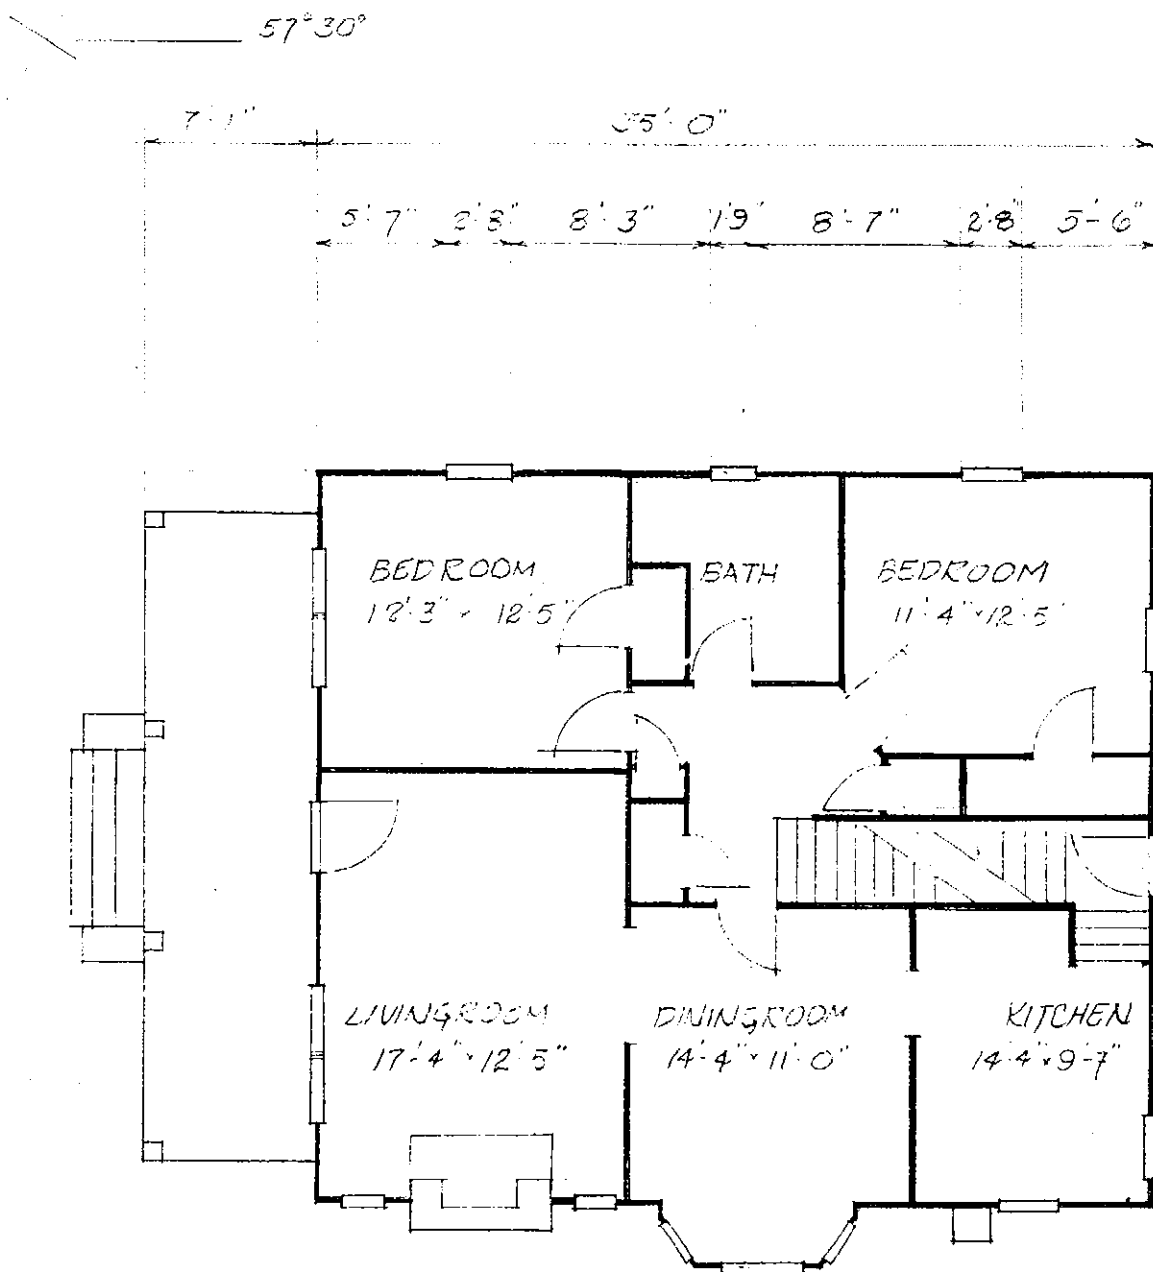 57°30°
7'-1" 35'-0"
5'-7" 2'8" 8'-3" 1'9' 8'-7" 2'-8" 5'-6"
BEDROOM BATH BEDROOM
12'-3" × 12'-5" 11'-4" × 12'-5'
LIVINGROOM DININGROOM KITCHEN
17'-4" × 12'-5" 14'-4" × 11'-0" 14'-4" × 9'-7"